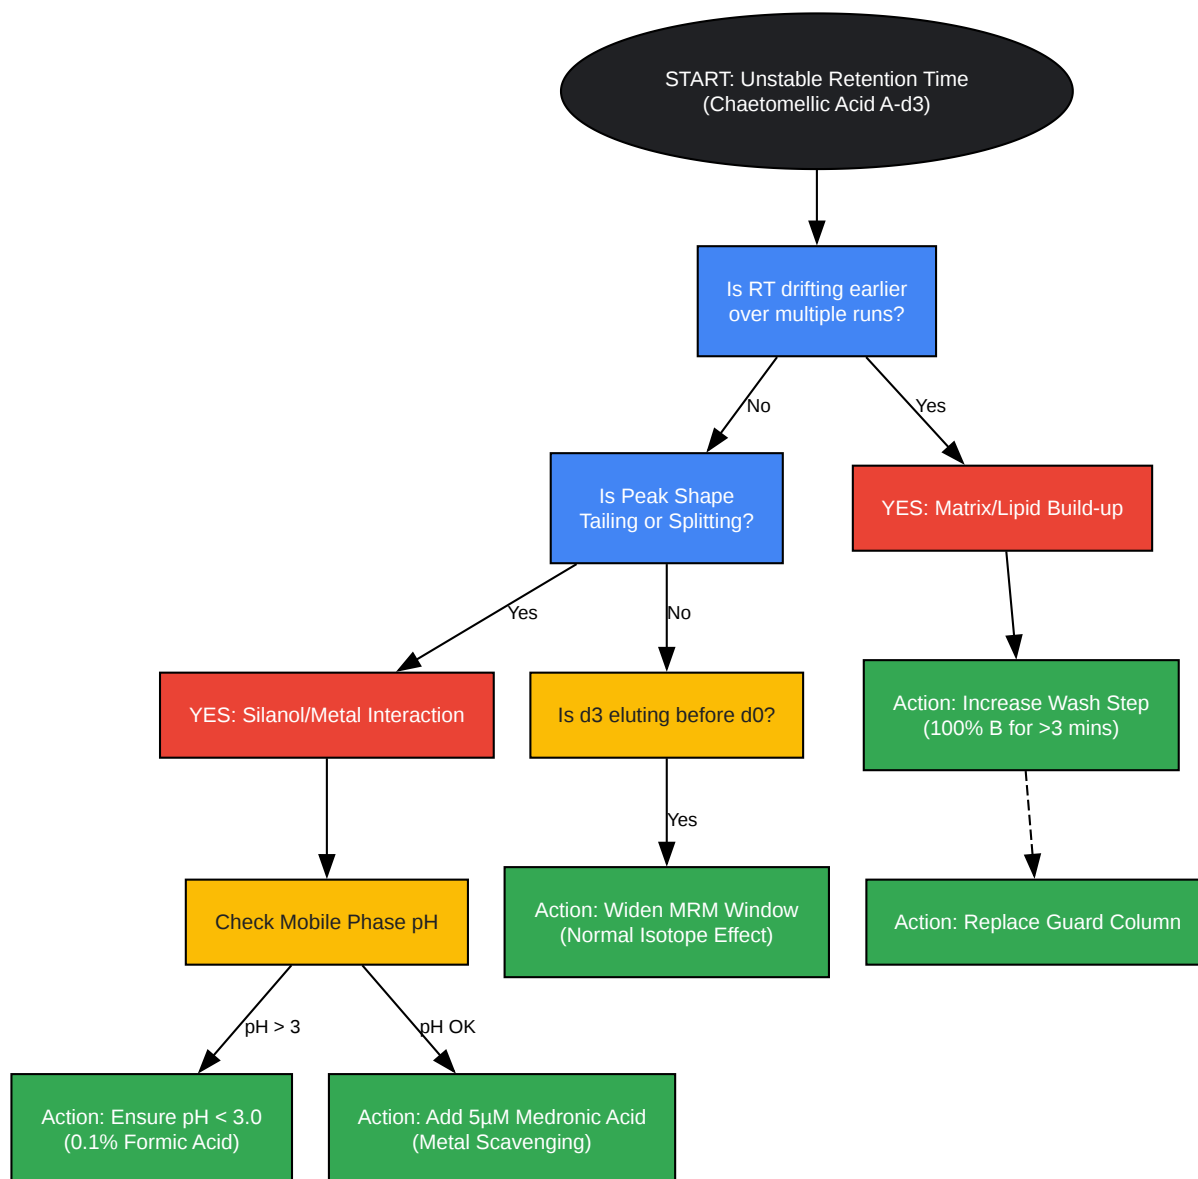 START: Unstable Retention Time
(Chaetomellic Acid A-d3)
Is RT drifting earlier
over multiple runs?
No
Yes
Is Peak Shape
Tailing or Splitting?
YES: Matrix/Lipid Build-up
Yes
No
YES: Silanol/Metal Interaction
Is d3 eluting before d0?
Action: Increase Wash Step
(100% B for >3 mins)
Yes
Check Mobile Phase pH
Action: Widen MRM Window
(Normal Isotope Effect)
Action: Replace Guard Column
pH > 3
pH OK
Action: Ensure pH < 3.0
(0.1% Formic Acid)
Action: Add 5µM Medronic Acid
(Metal Scavenging)